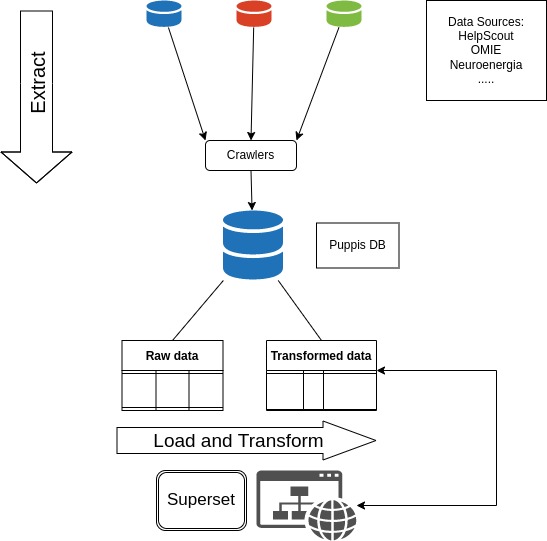 Data Sources:
HelpScout
OMIE
Neuroenergia
.....
Extract
Crawlers
Puppis DB
Raw data
Transformed data
Load and Transform
Superset